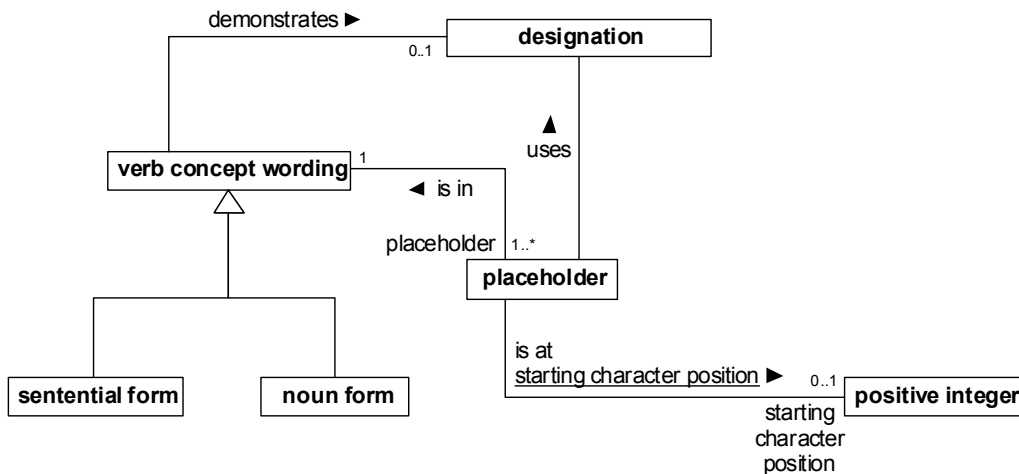 demonstrates ►
designation
0..1
uses
verb concept wording
1
◄ is in
placeholder
1..*
placeholder
is at
starting character position ►
0..1
sentential form
noun form
positive integer
starting
character
position